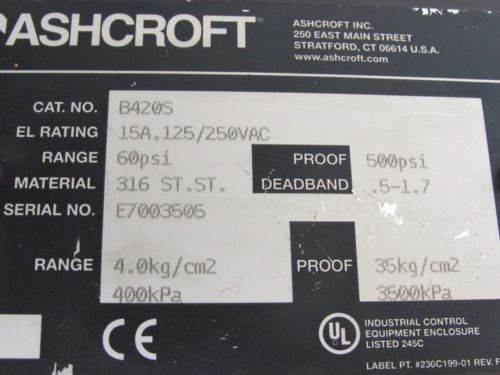 ASHCROFT
ASHCROFT INC.
250 EAST MAIN STREET
STRATFORD, CT 06614 U.S.A.
www.ashcroft.com
CAT. NO. B420S
EL RATING 15A,125/250VAC
RANGE 60psi PROOF 500psi
MATERIAL 316 ST.ST. DEADBAND .5-1.7
SERIAL NO. E7003505
RANGE 4.0kg/cm2 PROOF 35kg/cm2
400kPa 3500kPa
CE
UL
INDUSTRIAL CONTROL
EQUIPMENT ENCLOSURE
LISTED 245C
LABEL PT. #236C199-01 REV. F